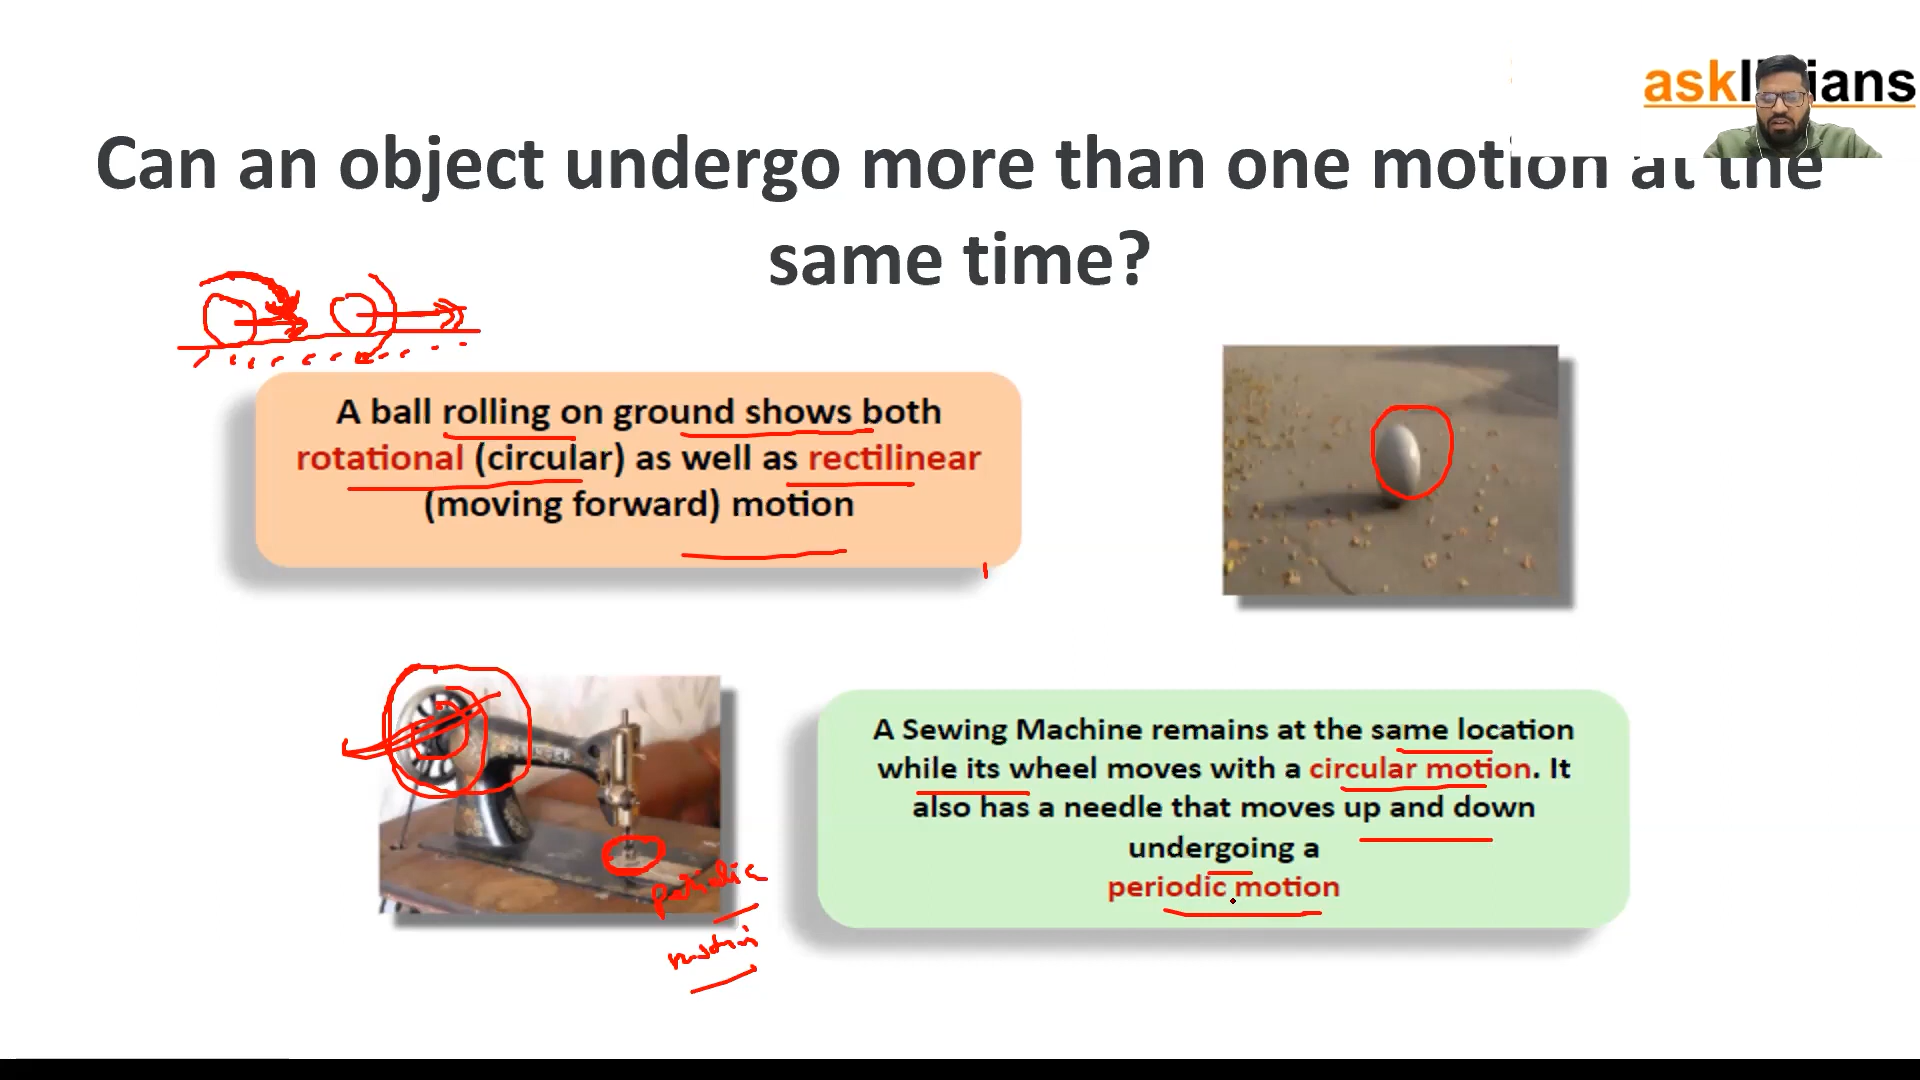 Can an object undergo more than one motion at the
same time?
A ball rolling on ground shows both
rotational (circular) as well as rectilinear
(moving forward) motion
A Sewing Machine remains at the same location
while its wheel moves with a circular motion. It
also has a needle that moves up and down
undergoing a
periodic motion
periodic